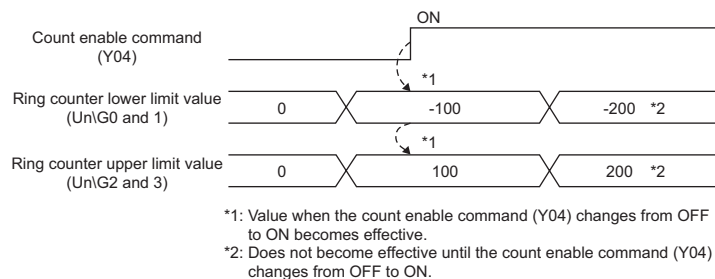 ON
Count enable command
(Y04)
*1
Ring counter lower limit value
(Un\G0 and 1)
0
-100
-200 *2
*1
Ring counter upper limit value
(Un\G2 and 3)
0
100
200 *2
*1: Value when the count enable command (Y04) changes from OFF
to ON becomes effective.
*2: Does not become effective until the count enable command (Y04)
changes from OFF to ON.